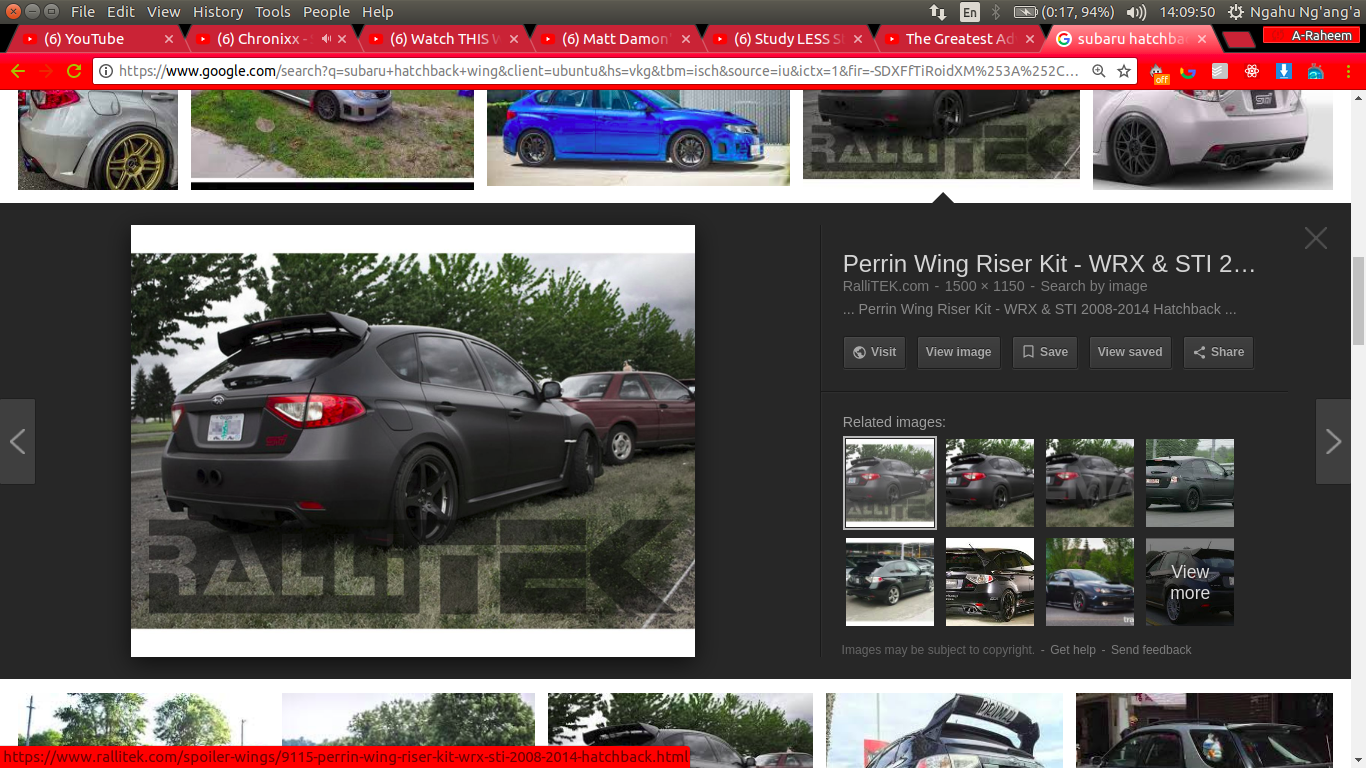 File Edit View History Tools People Help
En (0:17, 94%) 14:09:50 Ngahu Ng'ang'a
(6) YouTube (6) Chronixx - (6) Watch THIS (6) Matt Damon (6) Study LESS The Greatest subaru hatchba A-Raheem
https://www.google.com/search?q=subaru+hatchback+wing&client=ubuntu&hs=vkg&tbm=isch&source=iu&ictx=1&fir=-SDXFfTiRoidXM%253A%252C... off
RALLITEK
STI
Perrin Wing Riser Kit - WRX & STI 2...
RalliTEK.com - 1500 × 1150 - Search by image
... Perrin Wing Riser Kit - WRX & STI 2008-2014 Hatchback ...
Visit View image Save View saved Share
Related images:
RALLITEK
View
more
Images may be subject to copyright. - Get help - Send feedback
https://www.rallitek.com/spoiler-wings/9115-perrin-wing-riser-kit-wrx-sti-2008-2014-hatchback.html